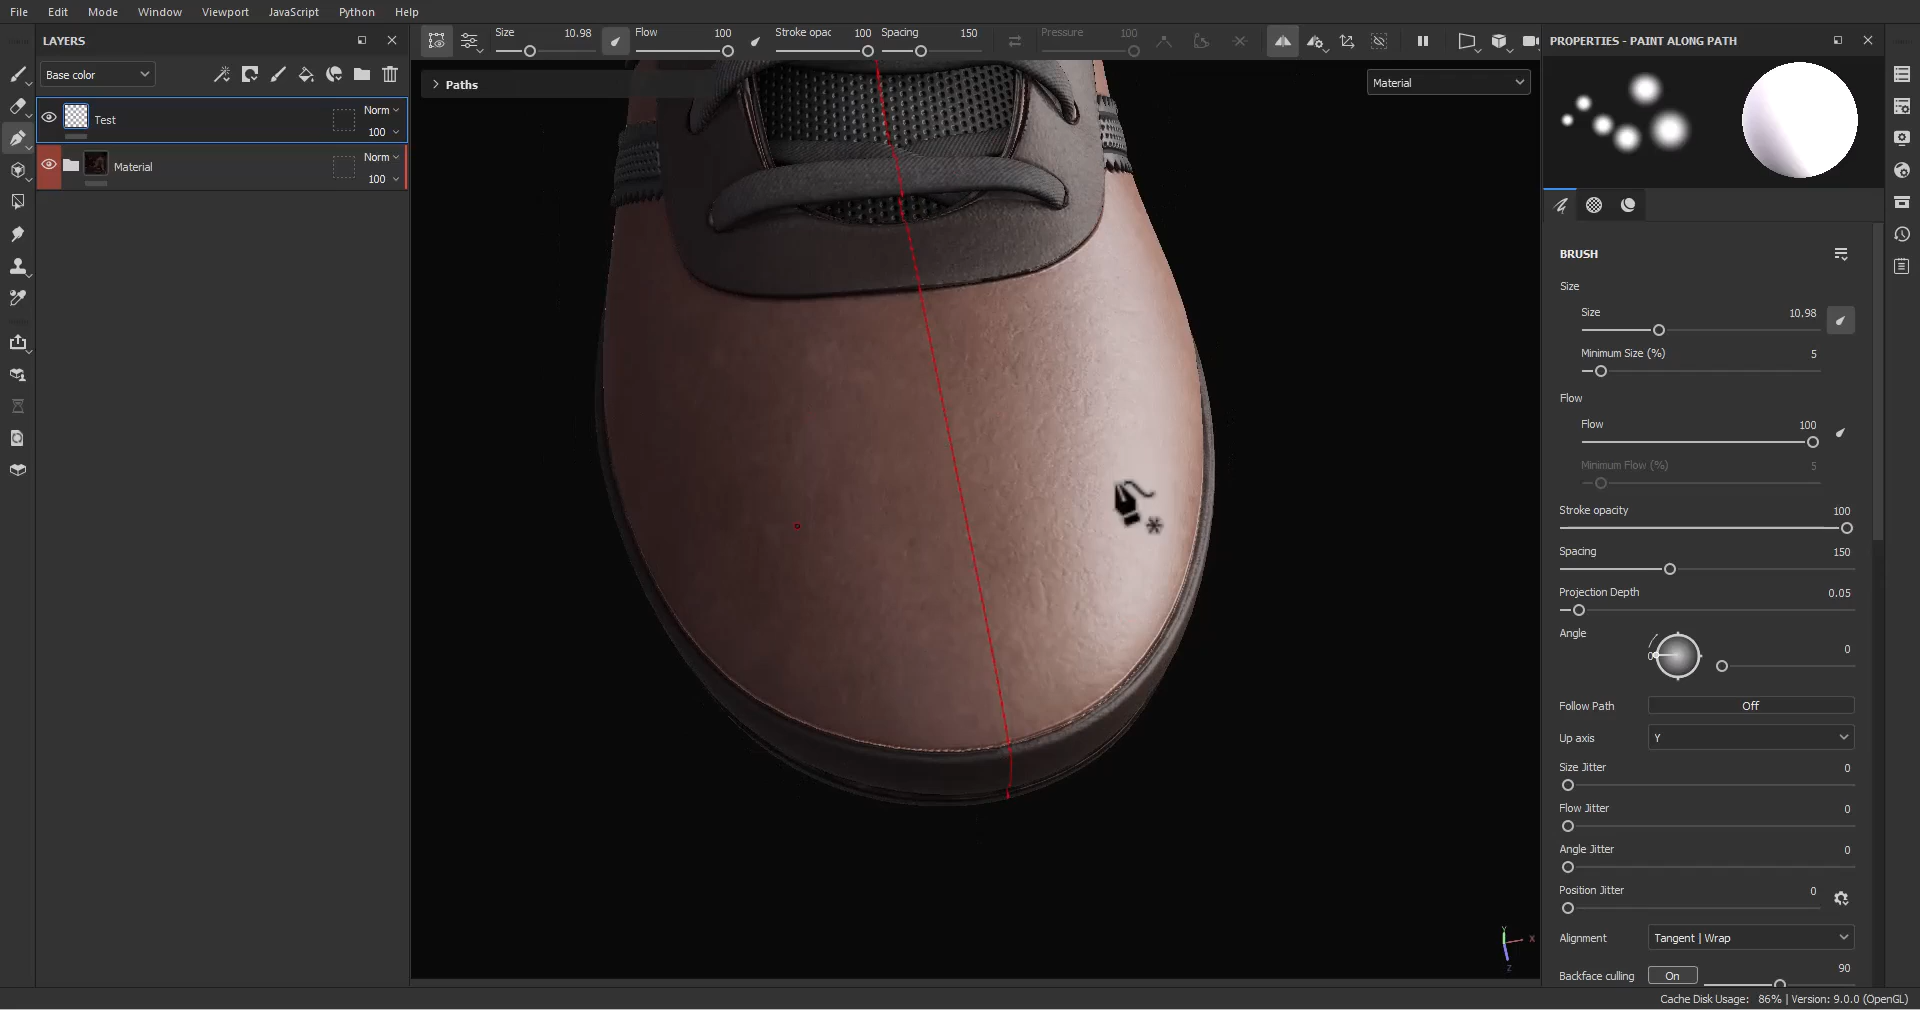 File Edit Mode Window Viewport JavaScript Python Help
LAYERS
Size 10.98 Flow 100 Stroke opac 100 Spacing 150 Pressure 100
PROPERTIES - PAINT ALONG PATH
Base color
Paths
Material
Test
Norm
100
Material
Norm
100
BRUSH
Size
Size 10.98
Minimum Size (%) 5
Flow
Flow 100
Minimum Flow (%) 5
Stroke opacity 100
Spacing 150
Projection Depth 0.05
Angle
0 0
Follow Path Off
Up axis Y
Size Jitter 0
Flow Jitter 0
Angle Jitter 0
Position Jitter 0
Alignment Tangent | Wrap
Backface culling On 90
Y X
Z
Cache Disk Usage: 86% | Version: 9.0.0 (OpenGL)